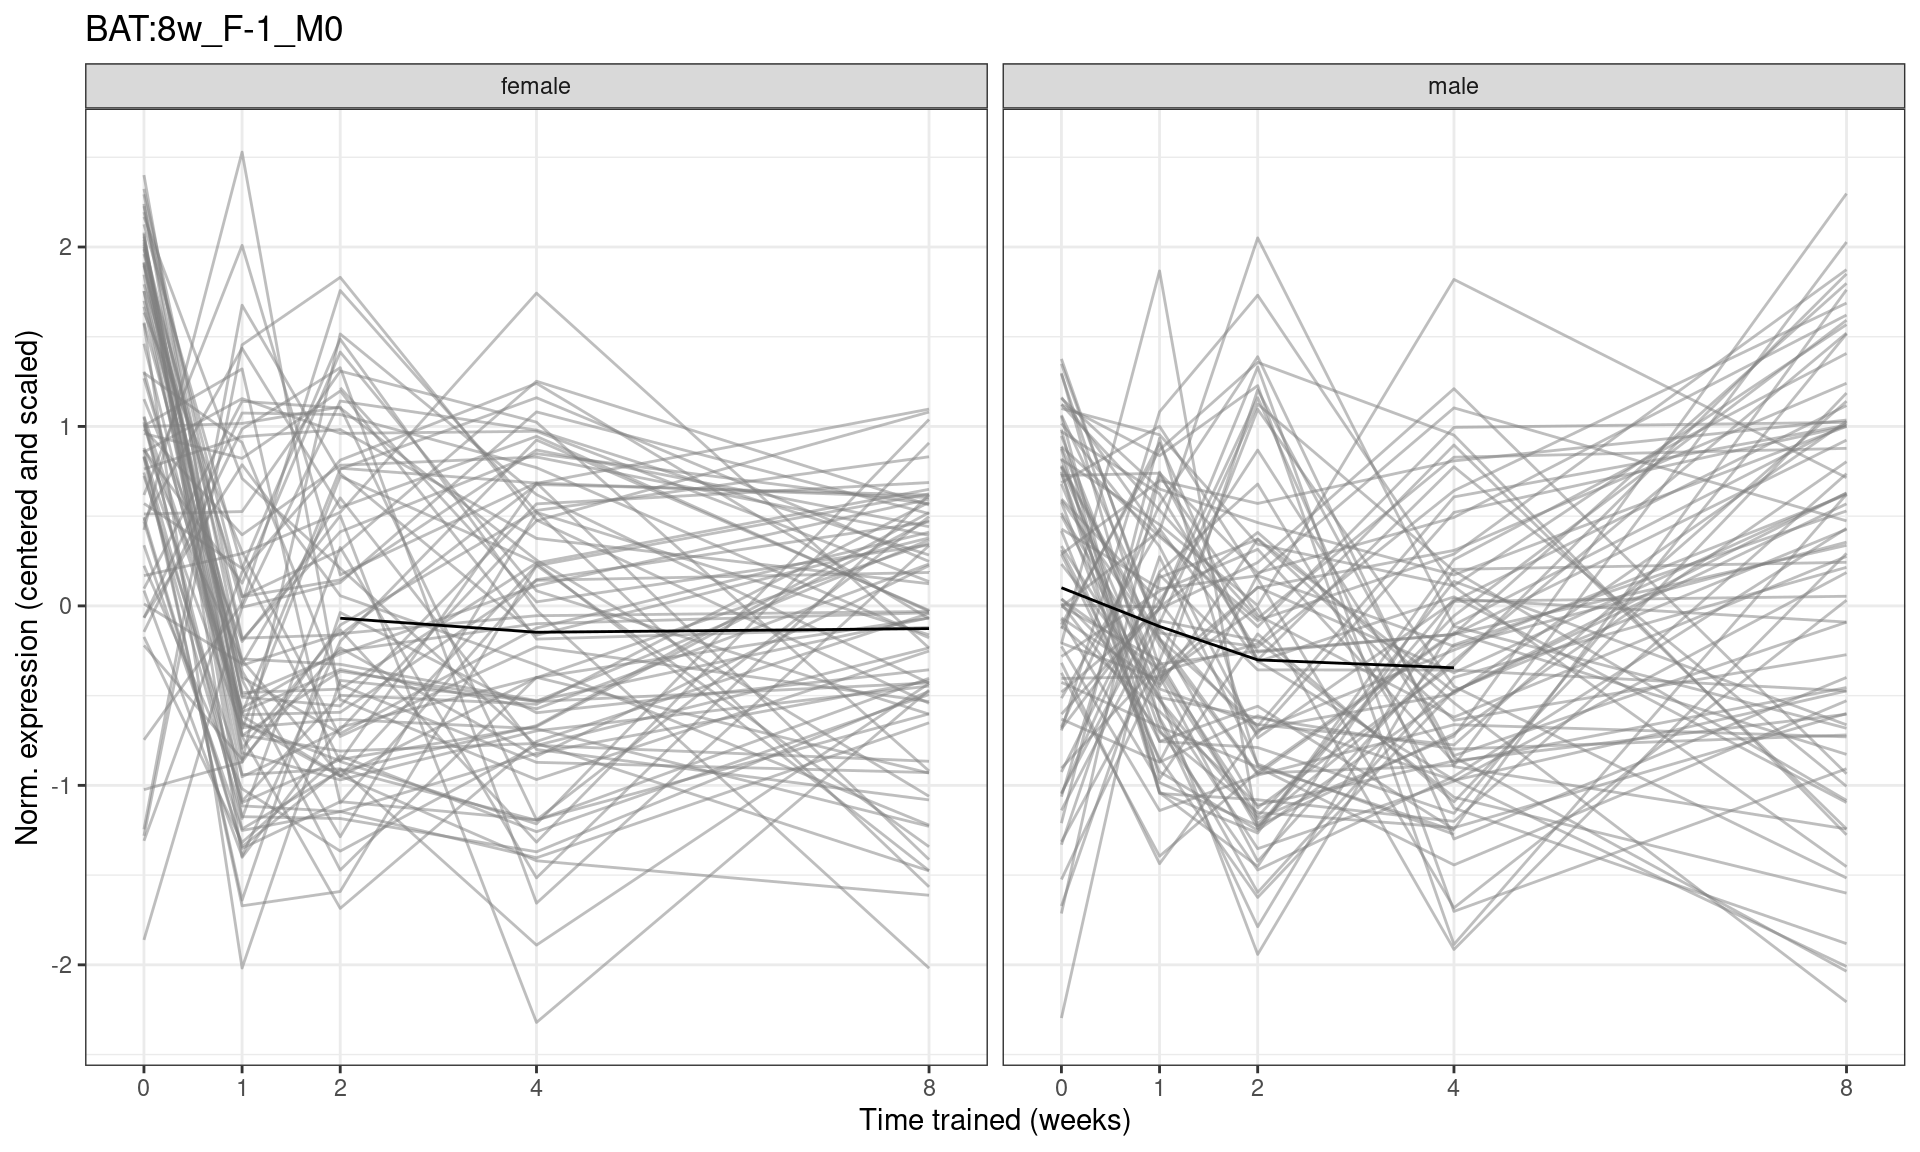 BAT:8w_F-1_M0
female
male
Norm. expression (centered and scaled)
2
1
0
-1
-2
0 1 2 4 8
0 1 2 4 8
Time trained (weeks)